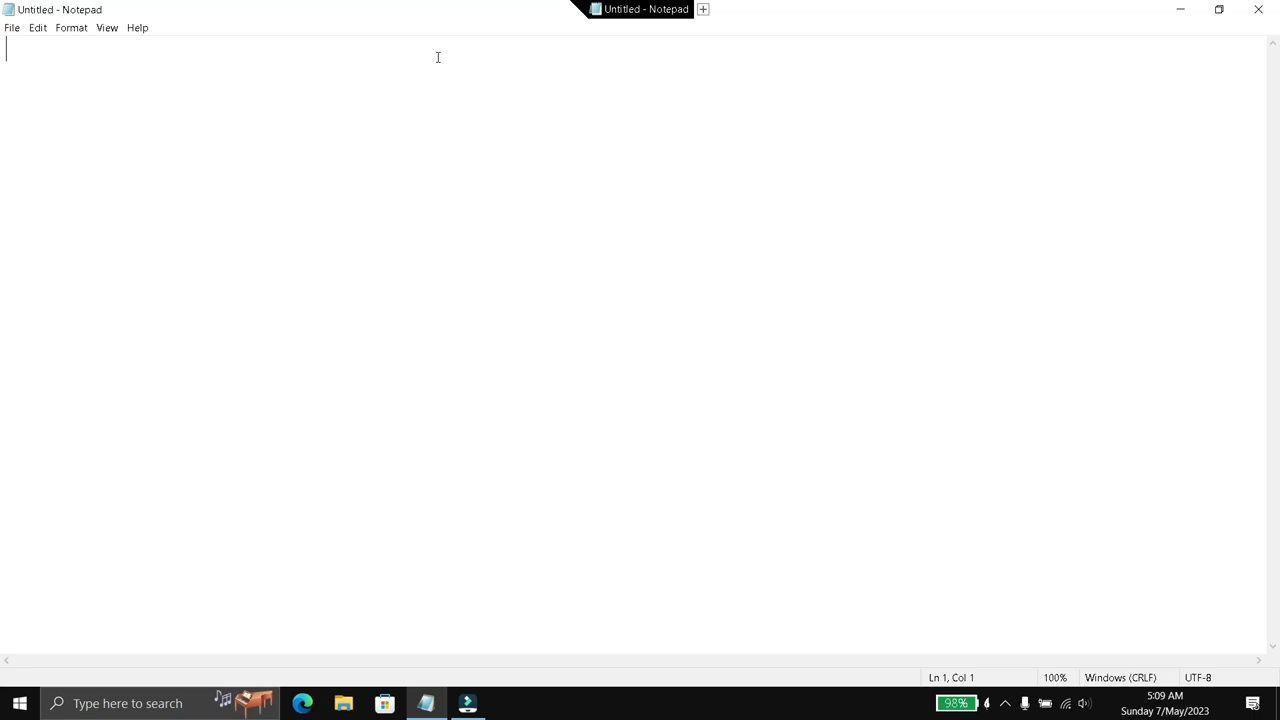 Untitled - Notepad
Untitled - Notepad
File Edit Format View Help
Ln 1, Col 1
100%
Windows (CRLF)
UTF-8
Type here to search
98%
5:09 AM
Sunday 7/May/2023